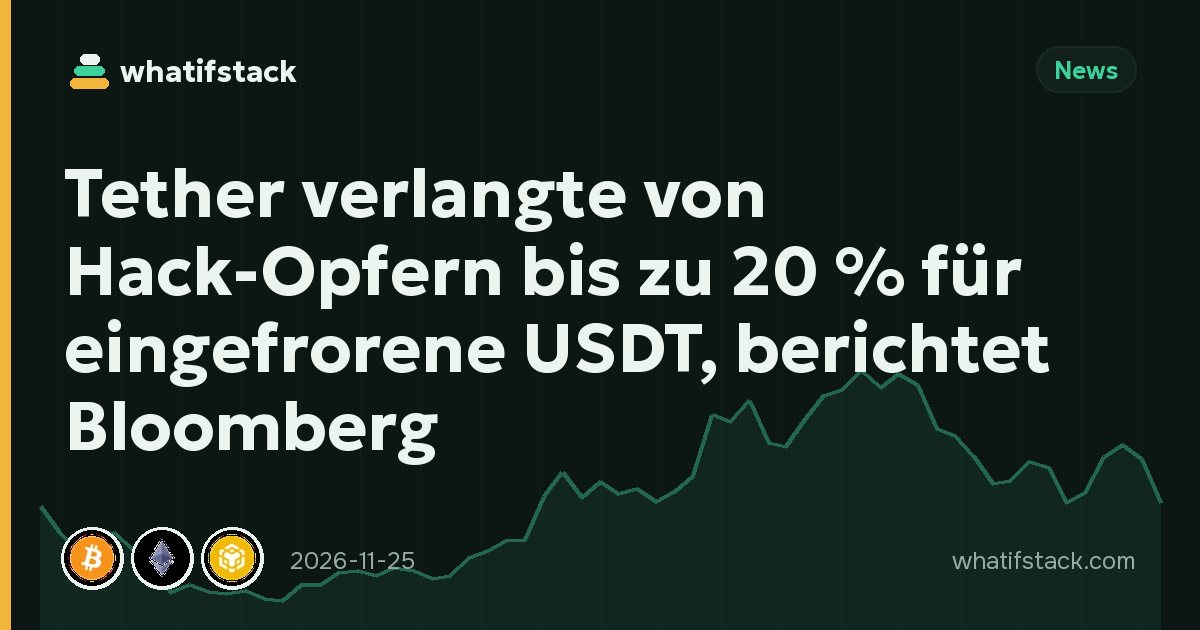 whatifstack
News
Tether verlangte von
Hack-Opfern bis zu 20 % für
eingefrorene USDT, berichtet
Bloomberg
2026-11-25
whatifstack.com